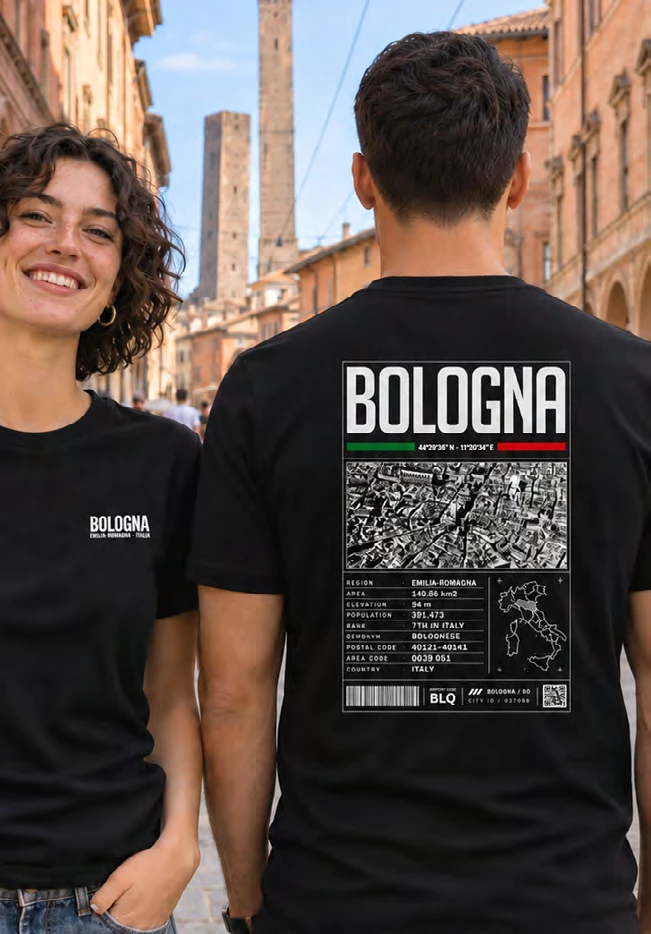 BOLOGNA
44°29'36" N - 11°20'34" E
BOLOGNA
EMILIA-ROMAGNA - ITALIA
REGION · EMILIA-ROMAGNA
AREA · 140.86 km2
ELEVATION · 54 m
POPULATION · 391,473
RANK · 7TH IN ITALY
DEMONYM · BOLOGNESE
POSTAL CODE · 40121-40141
AREA CODE · 0039 051
COUNTRY · ITALY
AIRPORT CODE
BLQ
BOLOGNA / BO
CITY ID / 037006